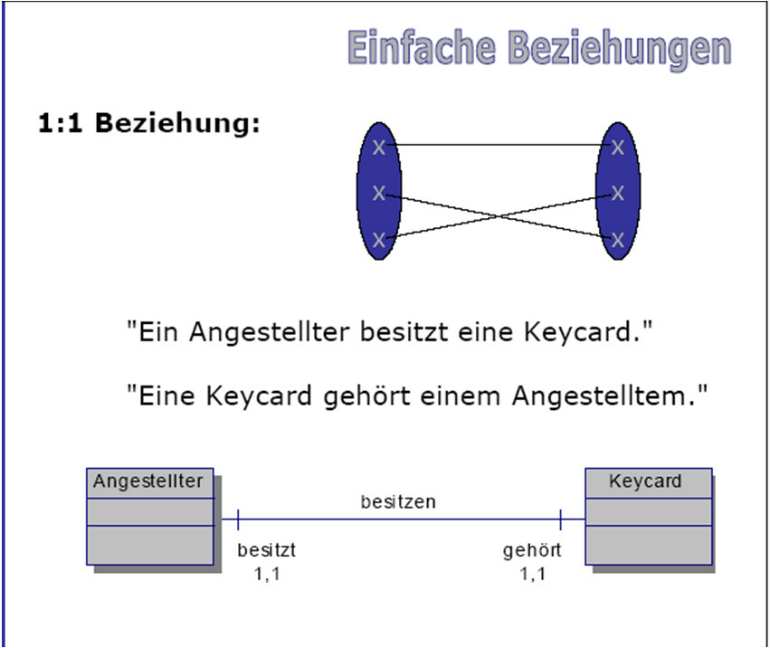 Einfache Beziehungen
1:1 Beziehung:
x x
x x
x x
"Ein Angestellter besitzt eine Keycard."
"Eine Keycard gehört einem Angestelltem."
Angestellter
besitzen
Keycard
besitzt
gehört
1,1
1,1